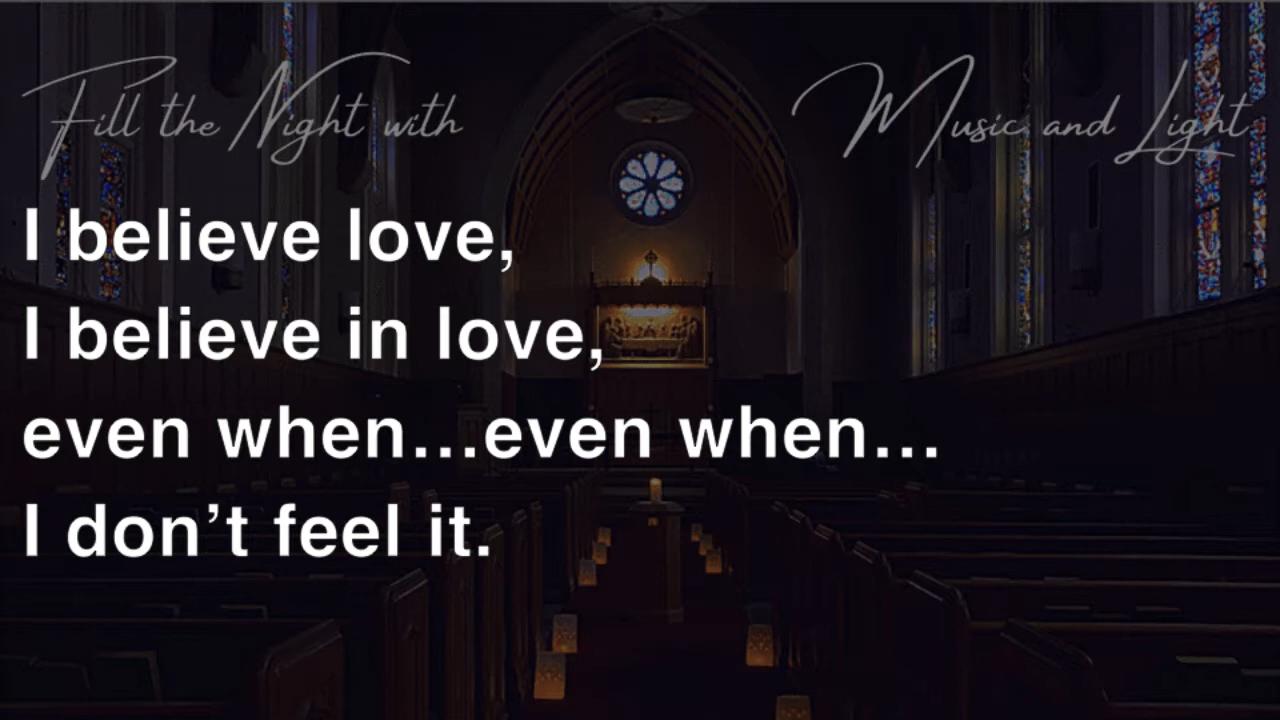 Fill the Night with Music and Light
I believe love,
I believe in love,
even when...even when...
I don’t feel it.